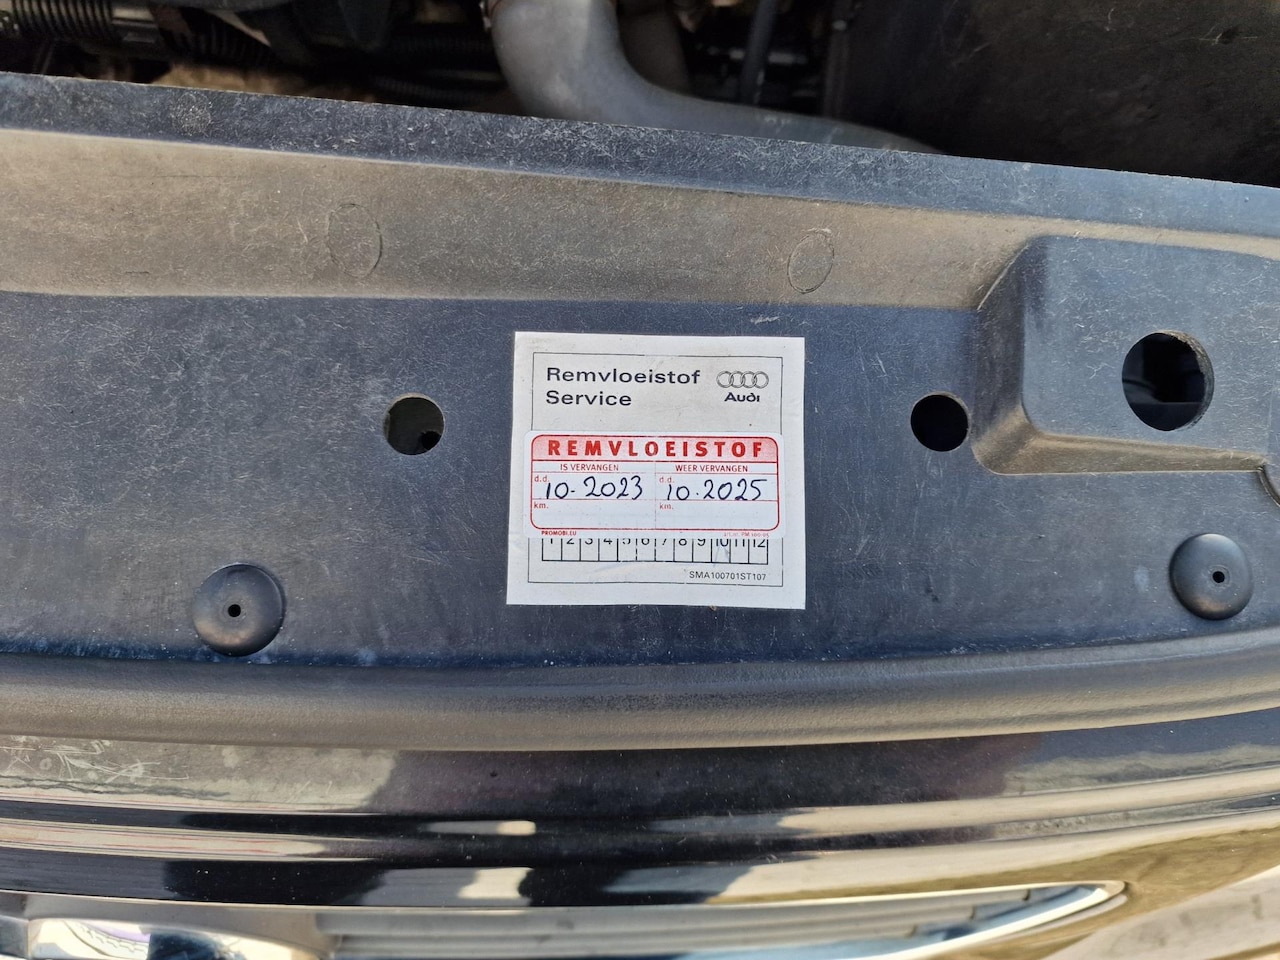 Remvloeistof
Service
Audi
REMVLOEISTOF
IS VERVANGEN WEER VERVANGEN
d.d. 10-2023 d.d. 10.2025
km. km.
PROMOBI.EU
1 2 3 4 5 6 7 8 9 10 11 12
SMA100701ST107